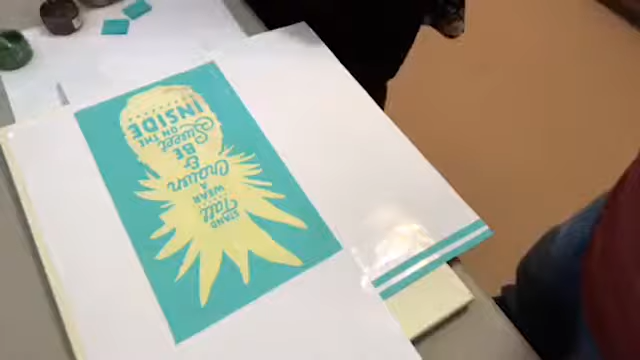 STAND
Tall
WEAR
A
Crown
&
BE
Sweet
ON THE
INSIDE